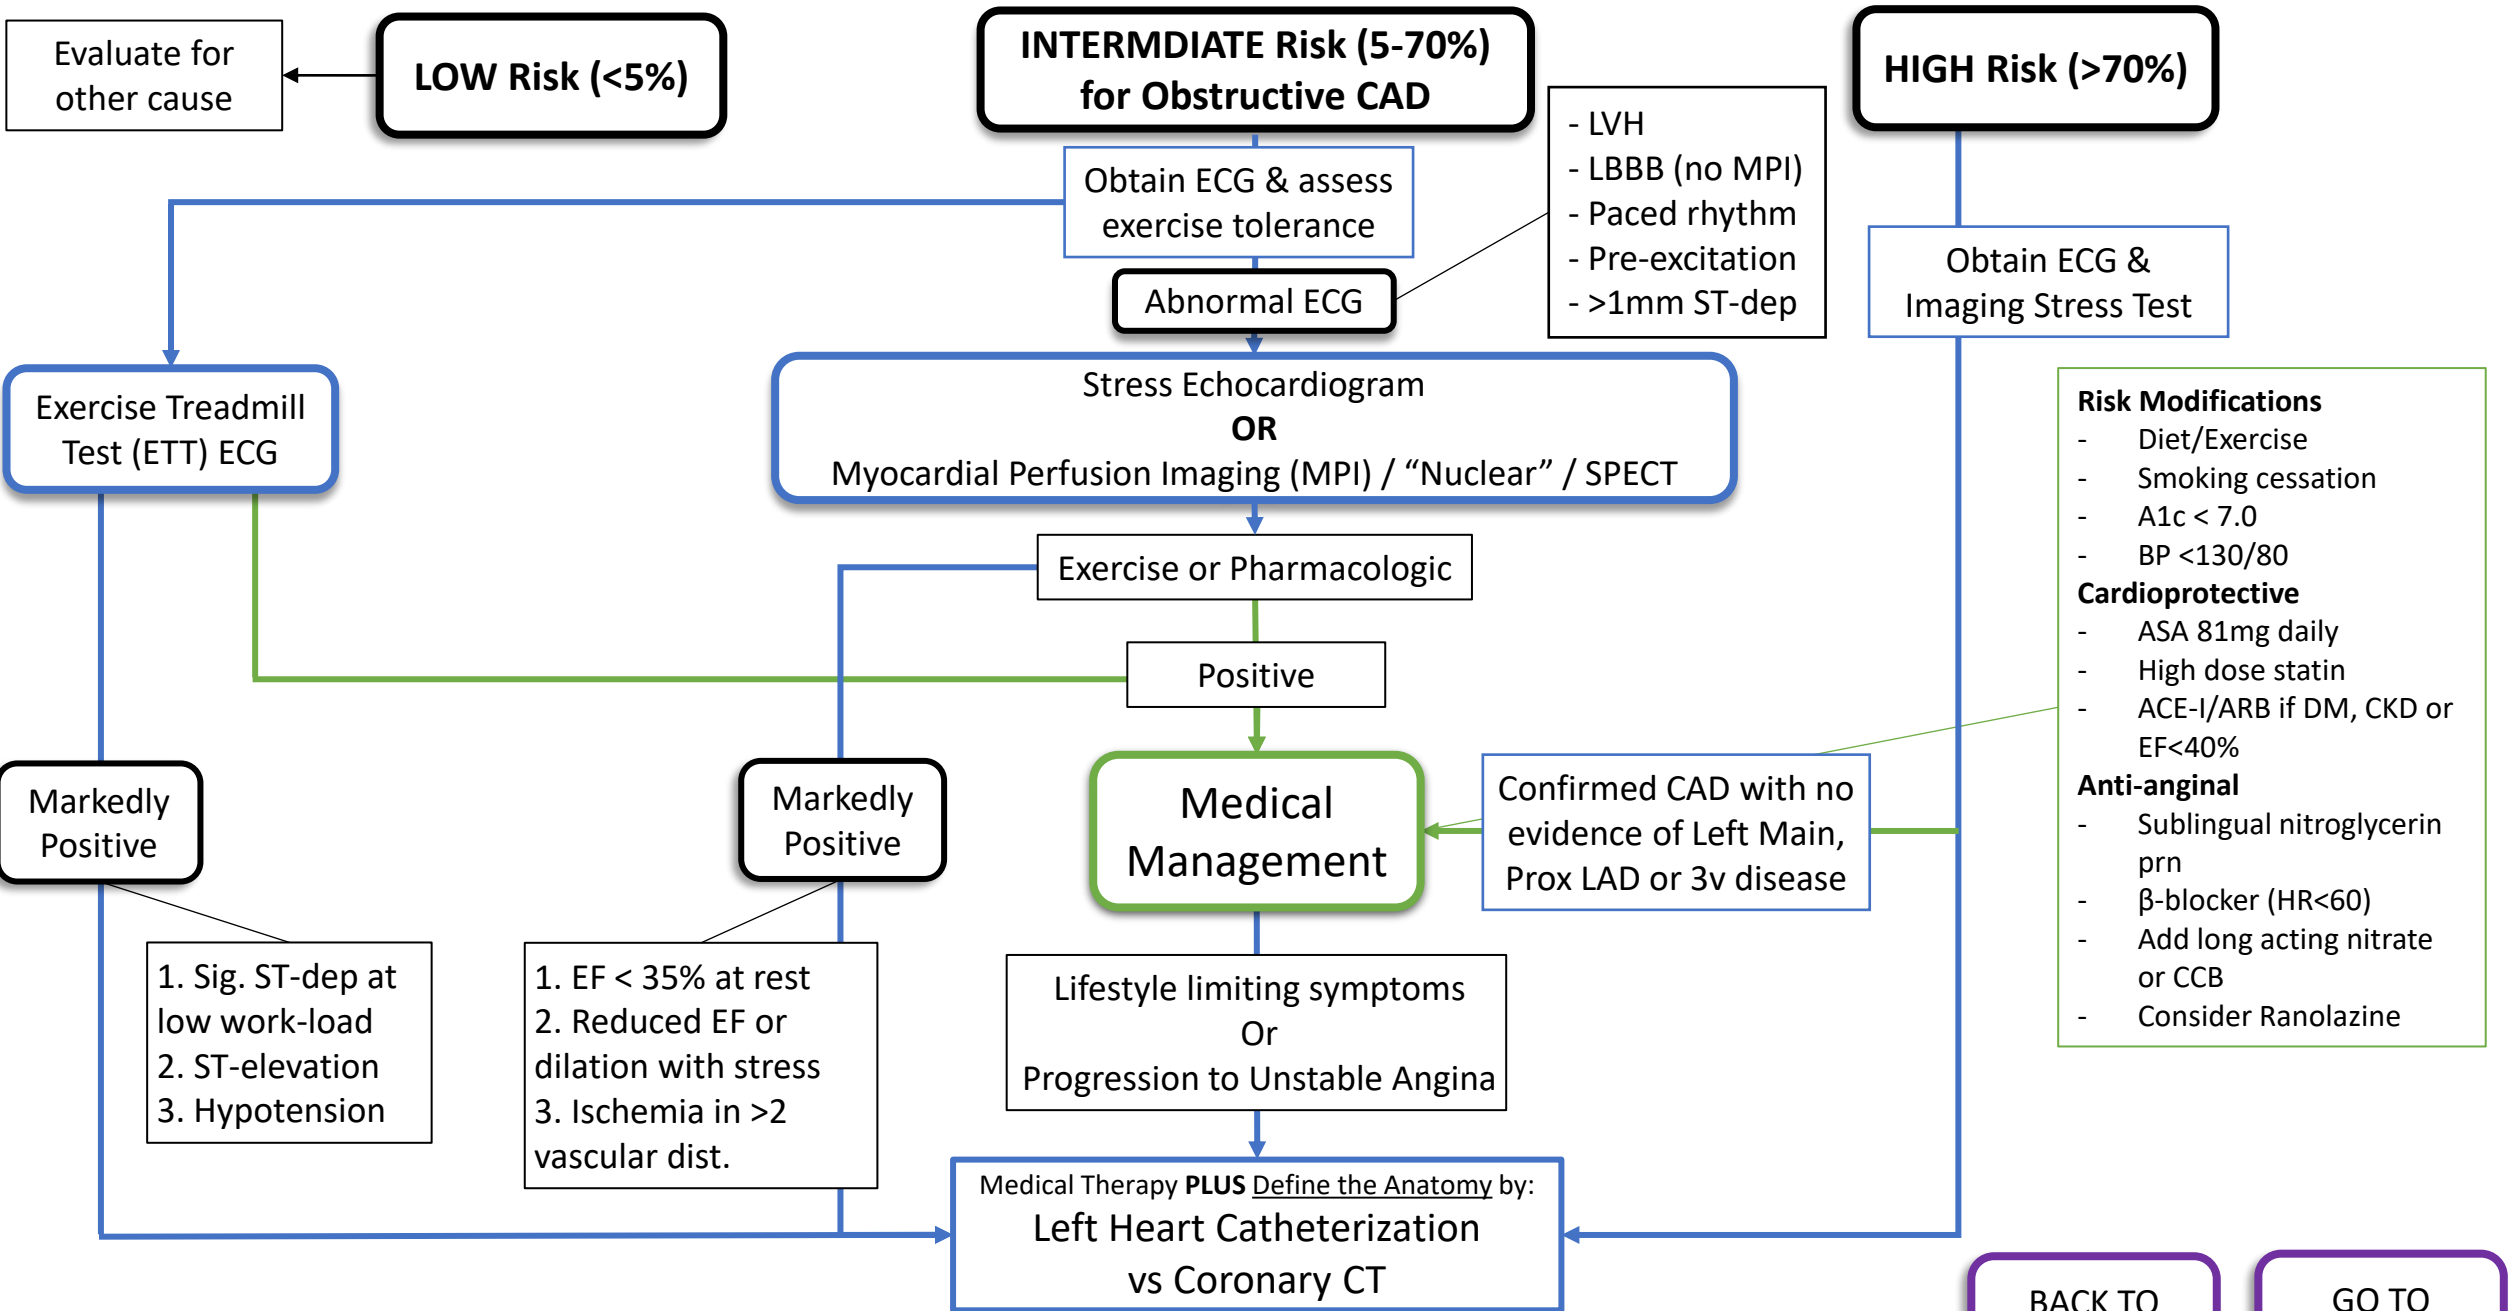 Evaluate for
other cause
LOW Risk (<5%)
INTERMDIATE Risk (5-70%)
for Obstructive CAD
HIGH Risk (>70%)
- LVH
- LBBB (no MPI)
- Paced rhythm
- Pre-excitation
- >1mm ST-dep
Obtain ECG & assess
exercise tolerance
Abnormal ECG
Obtain ECG &
Imaging Stress Test
Exercise Treadmill
Test (ETT) ECG
Stress Echocardiogram
OR
Myocardial Perfusion Imaging (MPI) / “Nuclear” / SPECT
Exercise or Pharmacologic
Positive
Risk Modifications
- Diet/Exercise
- Smoking cessation
- A1c < 7.0
- BP <130/80
Cardioprotective
- ASA 81mg daily
- High dose statin
- ACE-I/ARB if DM, CKD or
EF<40%
Anti-anginal
- Sublingual nitroglycerin
prn
- β-blocker (HR<60)
- Add long acting nitrate
or CCB
- Consider Ranolazine
Markedly
Positive
Markedly
Positive
Medical
Management
Confirmed CAD with no
evidence of Left Main,
Prox LAD or 3v disease
1. Sig. ST-dep at
low work-load
2. ST-elevation
3. Hypotension
1. EF < 35% at rest
2. Reduced EF or
dilation with stress
3. Ischemia in >2
vascular dist.
Lifestyle limiting symptoms
Or
Progression to Unstable Angina
Medical Therapy PLUS Define the Anatomy by:
Left Heart Catheterization
vs Coronary CT
BACK TO
GO TO